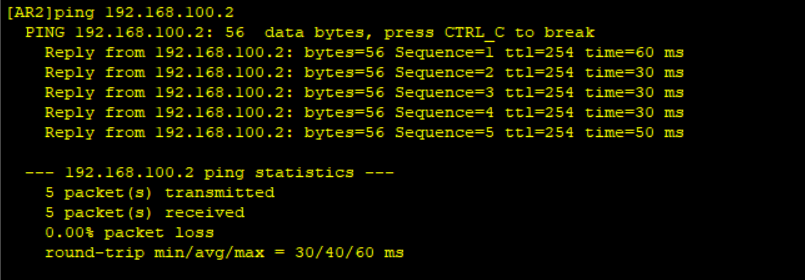 [AR2]ping 192.168.100.2
PING 192.168.100.2: 56  data bytes, press CTRL_C to break
Reply from 192.168.100.2: bytes=56 Sequence=1 ttl=254 time=60 ms
Reply from 192.168.100.2: bytes=56 Sequence=2 ttl=254 time=30 ms
Reply from 192.168.100.2: bytes=56 Sequence=3 ttl=254 time=30 ms
Reply from 192.168.100.2: bytes=56 Sequence=4 ttl=254 time=30 ms
Reply from 192.168.100.2: bytes=56 Sequence=5 ttl=254 time=50 ms
--- 192.168.100.2 ping statistics ---
5 packet(s) transmitted
5 packet(s) received
0.00% packet loss
round-trip min/avg/max = 30/40/60 ms